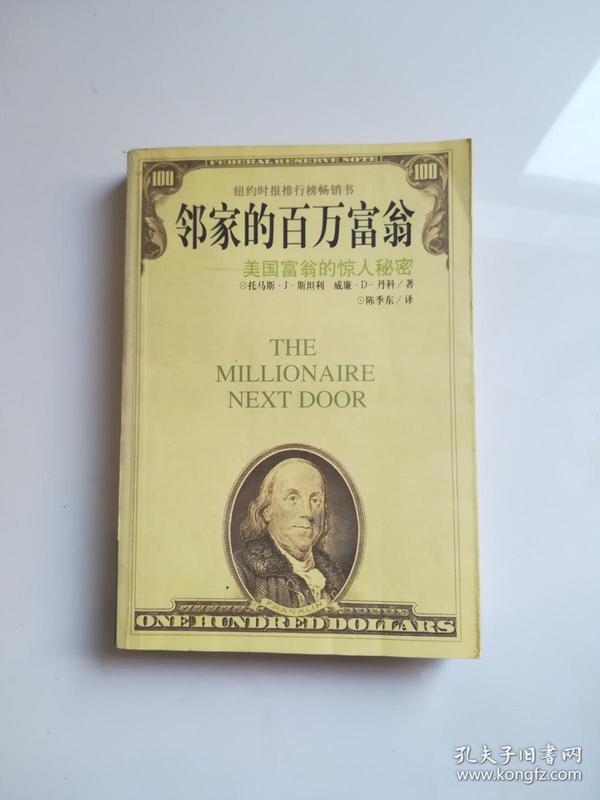 FEDERAL RESERVE NOTE
100 100
纽约时报排行榜畅销书
邻家的百万富翁
——美国富翁的惊人秘密
⊙托马斯·J·斯坦利 威廉·D·丹科/著
⊙陈季东/译
THE
MILLIONAIRE
NEXT DOOR
FRANKLIN
ONE HUNDRED DOLLARS
孔夫子旧书网
www.kongfz.com